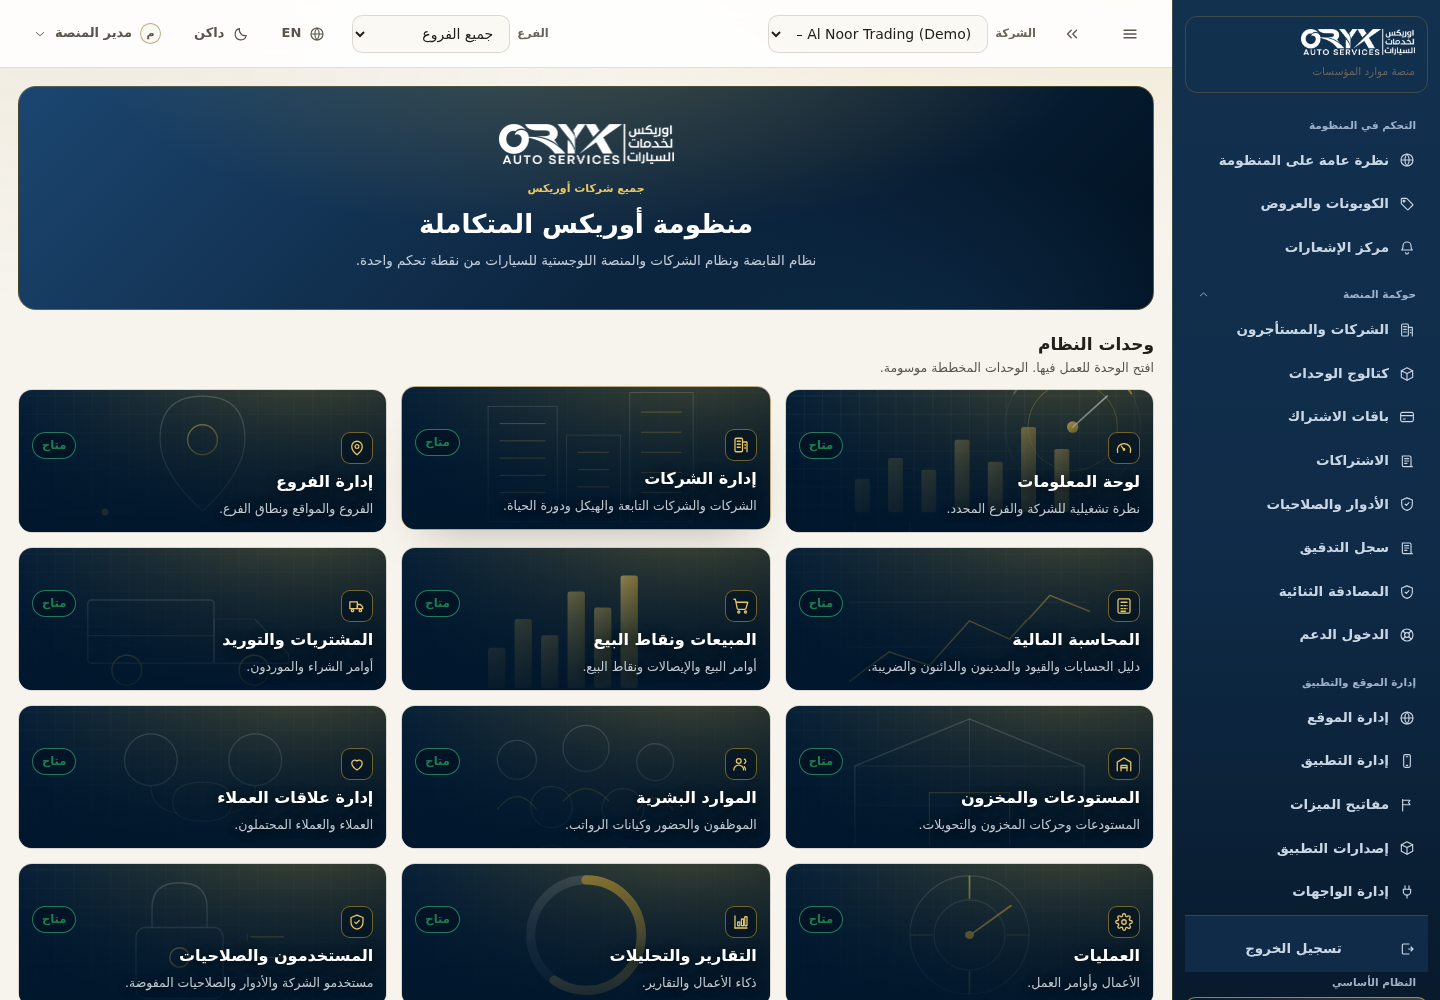 اوريكس
لخدمات
السيارات
ORYX
AUTO SERVICES
منصة موارد المؤسسات
التحكم في المنظومة
نظرة عامة على المنظومة
الكوبونات والعروض
مركز الإشعارات
حوكمة المنصة
الشركات والمستأجرون
كتالوج الوحدات
باقات الاشتراك
الاشتراكات
الأدوار والصلاحيات
سجل التدقيق
المصادقة الثنائية
الدخول الدعم
إدارة الموقع والتطبيق
إدارة الموقع
إدارة التطبيق
مفاتيح الميزات
إصدارات التطبيق
إدارة الواجهات
تسجيل الخروج
النظام الأساسي
الشركة
Al Noor Trading (Demo) –
الفرع
جميع الفروع
EN
داكن
م
مدير المنصة
اوريكس
لخدمات
السيارات
ORYX
AUTO SERVICES
جميع شركات أوريكس
منظومة أوريكس المتكاملة
نظام القابضة ونظام الشركات والمنصة اللوجستية للسيارات من نقطة تحكم واحدة.
وحدات النظام
افتح الوحدة للعمل فيها. الوحدات المخططة موسومة.
متاح
لوحة المعلومات
نظرة تشغيلية للشركة والفرع المحدد.
متاح
إدارة الشركات
الشركات والشركات التابعة والهيكل ودورة الحياة.
متاح
إدارة الفروع
الفروع والمواقع ونطاق الفرع.
متاح
المحاسبة المالية
دليل الحسابات والقيود والمدينون والدائنون والضريبة.
متاح
المبيعات ونقاط البيع
أوامر البيع والإيصالات ونقاط البيع.
متاح
المشتريات والتوريد
أوامر الشراء والموردون.
متاح
المستودعات والمخزون
المستودعات وحركات المخزون والتحويلات.
متاح
الموارد البشرية
الموظفون والحضور وكيانات الرواتب.
متاح
إدارة علاقات العملاء
العملاء والعملاء المحتملون.
متاح
العمليات
الأعمال وأوامر العمل.
متاح
التقارير والتحليلات
ذكاء الأعمال والتقارير.
متاح
المستخدمون والصلاحيات
مستخدمو الشركة والأدوار والصلاحيات المفوضة.